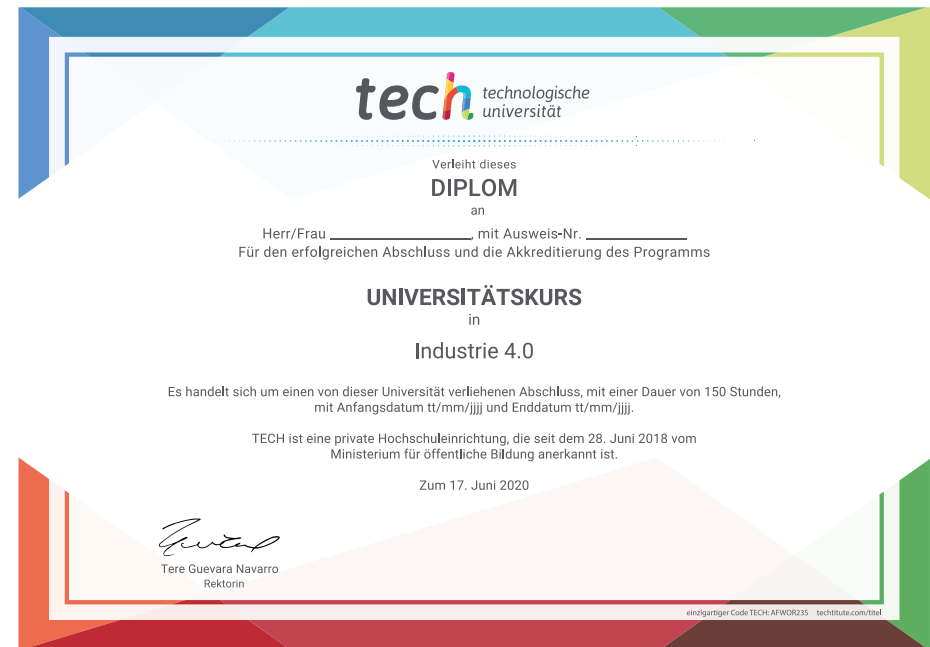 tech technologische
universität
Verleiht dieses
DIPLOM
an
Herr/Frau ____________________, mit Ausweis-Nr. ______________
Für den erfolgreichen Abschluss und die Akkreditierung des Programms
UNIVERSITÄTSKURS
in
Industrie 4.0
Es handelt sich um einen von dieser Universität verliehenen Abschluss, mit einer Dauer von 150 Stunden,
mit Anfangsdatum tt/mm/jjjj und Enddatum tt/mm/jjjj.
TECH ist eine private Hochschuleinrichtung, die seit dem 28. Juni 2018 vom
Ministerium für öffentliche Bildung anerkannt ist.
Zum 17. Juni 2020
Tere Guevara Navarro
Rektorin
einzigartiger Code TECH: AFWOR23S techtitute.com/titel